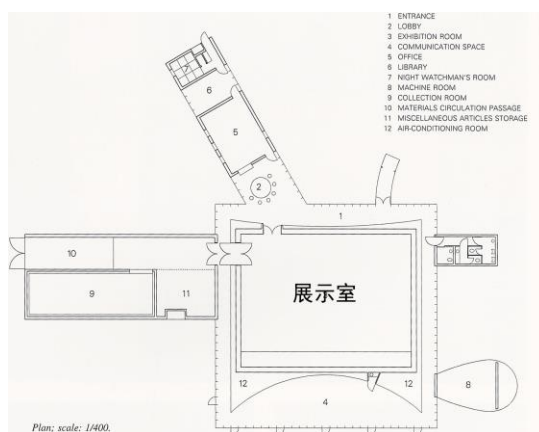 1 ENTRANCE
2 LOBBY
3 EXHIBITION ROOM
4 COMMUNICATION SPACE
5 OFFICE
6 LIBRARY
7 NIGHT WATCHMAN'S ROOM
8 MACHINE ROOM
9 COLLECTION ROOM
10 MATERIALS CIRCULATION PASSAGE
11 MISCELLANEOUS ARTICLES STORAGE
12 AIR-CONDITIONING ROOM
6
5
2
1
10
展示室
9
11
12
12
8
4
Plan; scale: 1/400.